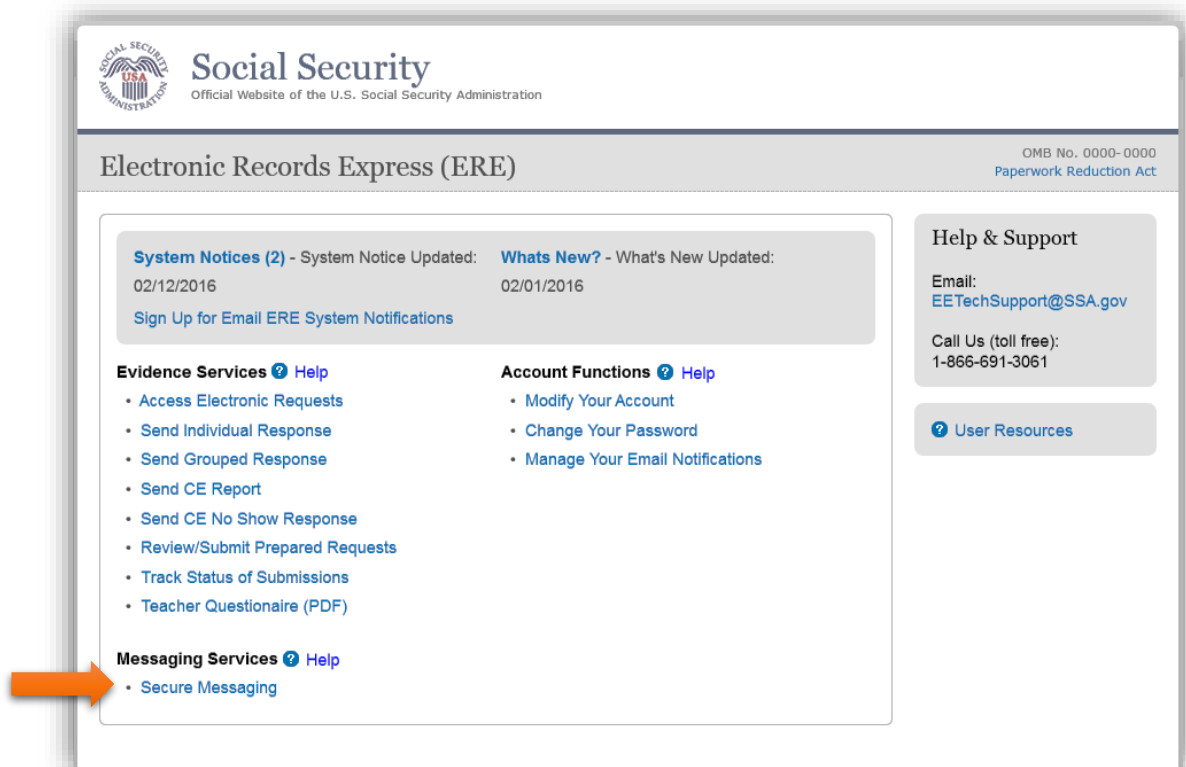 SOCIAL SECURITY ADMINISTRATION
USA
Social Security
Official Website of the U.S. Social Security Administration
Electronic Records Express (ERE)
OMB No. 0000-0000
Paperwork Reduction Act
System Notices (2) - System Notice Updated:
02/12/2016
Sign Up for Email ERE System Notifications
Whats New? - What's New Updated:
02/01/2016
Evidence Services ? Help
• Access Electronic Requests
• Send Individual Response
• Send Grouped Response
• Send CE Report
• Send CE No Show Response
• Review/Submit Prepared Requests
• Track Status of Submissions
• Teacher Questionaire (PDF)
Account Functions ? Help
• Modify Your Account
• Change Your Password
• Manage Your Email Notifications
Messaging Services ? Help
• Secure Messaging
Help & Support
Email:
EETechSupport@SSA.gov
Call Us (toll free):
1-866-691-3061
? User Resources